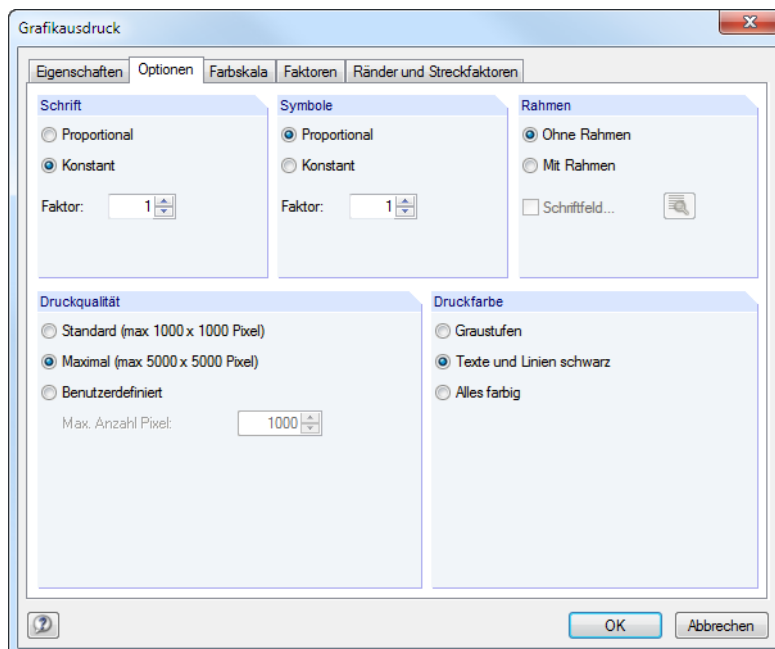 Grafikausdruck
Eigenschaften Optionen Farbskala Faktoren Ränder und Streckfaktoren
Schrift
Proportional
Konstant
Faktor: 1
Symbole
Proportional
Konstant
Faktor: 1
Rahmen
Ohne Rahmen
Mit Rahmen
Schriftfeld...
Druckqualität
Standard (max 1000 x 1000 Pixel)
Maximal (max 5000 x 5000 Pixel)
Benutzerdefiniert
Max. Anzahl Pixel: 1000
Druckfarbe
Graustufen
Texte und Linien schwarz
Alles farbig
OK Abbrechen